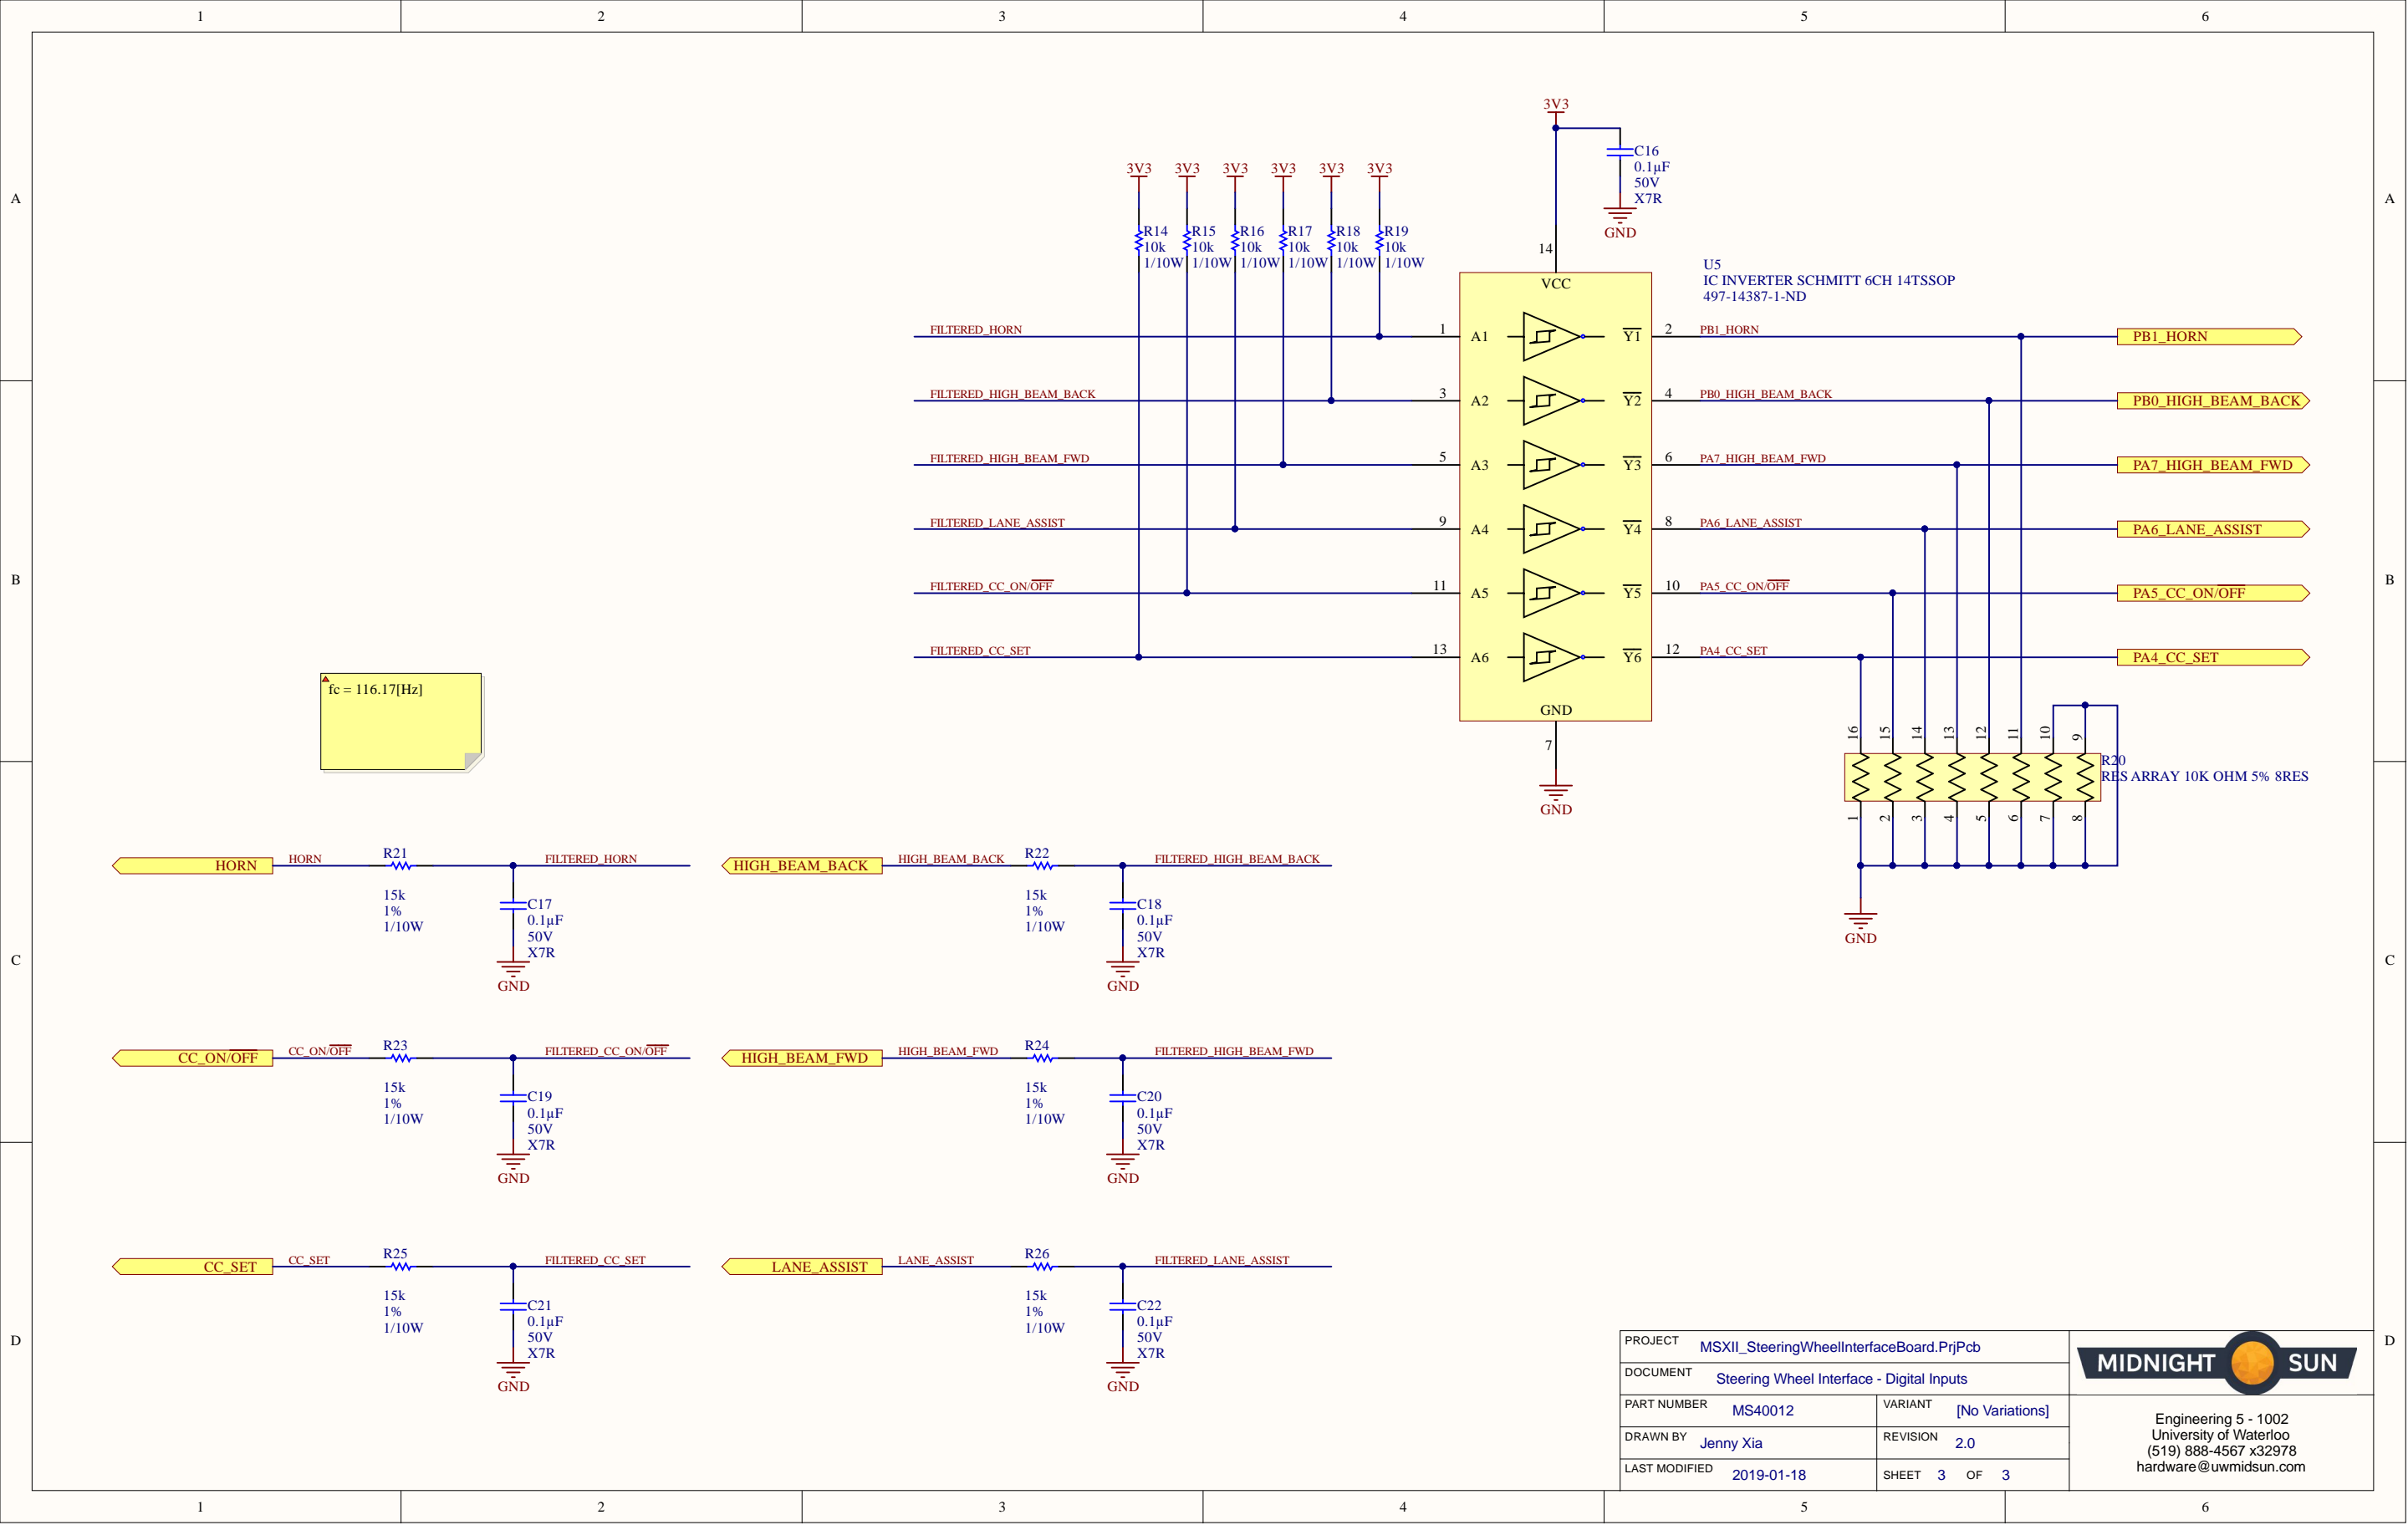 1 2 3 4 5 6
A A
B B
C C
D D
1 2 3 4 5 6
3V3
C16
0.1µF
50V
X7R
GND
3V3 3V3 3V3 3V3 3V3 3V3
R14 R15 R16 R17 R18 R19
10k 10k 10k 10k 10k 10k
1/10W 1/10W 1/10W 1/10W 1/10W 1/10W
14
VCC
U5
IC INVERTER SCHMITT 6CH 14TSSOP
497-14387-1-ND
FILTERED_HORN 1 A1 Y1 2 PB1_HORN PB1_HORN
FILTERED_HIGH_BEAM_BACK 3 A2 Y2 4 PB0_HIGH_BEAM_BACK PB0_HIGH_BEAM_BACK
FILTERED_HIGH_BEAM_FWD 5 A3 Y3 6 PA7_HIGH_BEAM_FWD PA7_HIGH_BEAM_FWD
FILTERED_LANE_ASSIST 9 A4 Y4 8 PA6_LANE_ASSIST PA6_LANE_ASSIST
FILTERED_CC_ON/OFF 11 A5 Y5 10 PA5_CC_ON/OFF PA5_CC_ON/OFF
FILTERED_CC_SET 13 A6 Y6 12 PA4_CC_SET PA4_CC_SET
GND
7
GND
fc = 116.17[Hz]
16 15 14 13 12 11 10 9
R20
RES ARRAY 10K OHM 5% 8RES
1 2 3 4 5 6 7 8
GND
HORN HORN R21 FILTERED_HORN
15k
1%
1/10W
C17
0.1µF
50V
X7R
GND
HIGH_BEAM_BACK HIGH_BEAM_BACK R22 FILTERED_HIGH_BEAM_BACK
15k
1%
1/10W
C18
0.1µF
50V
X7R
GND
CC_ON/OFF CC_ON/OFF R23 FILTERED_CC_ON/OFF
15k
1%
1/10W
C19
0.1µF
50V
X7R
GND
HIGH_BEAM_FWD HIGH_BEAM_FWD R24 FILTERED_HIGH_BEAM_FWD
15k
1%
1/10W
C20
0.1µF
50V
X7R
GND
CC_SET CC_SET R25 FILTERED_CC_SET
15k
1%
1/10W
C21
0.1µF
50V
X7R
GND
LANE_ASSIST LANE_ASSIST R26 FILTERED_LANE_ASSIST
15k
1%
1/10W
C22
0.1µF
50V
X7R
GND
PROJECT MSXII_SteeringWheelInterfaceBoard.PrjPcb
DOCUMENT Steering Wheel Interface - Digital Inputs
PART NUMBER MS40012 VARIANT [No Variations]
DRAWN BY Jenny Xia REVISION 2.0
LAST MODIFIED 2019-01-18 SHEET 3 OF 3
MIDNIGHT SUN
Engineering 5 - 1002
University of Waterloo
(519) 888-4567 x32978
hardware@uwmidsun.com